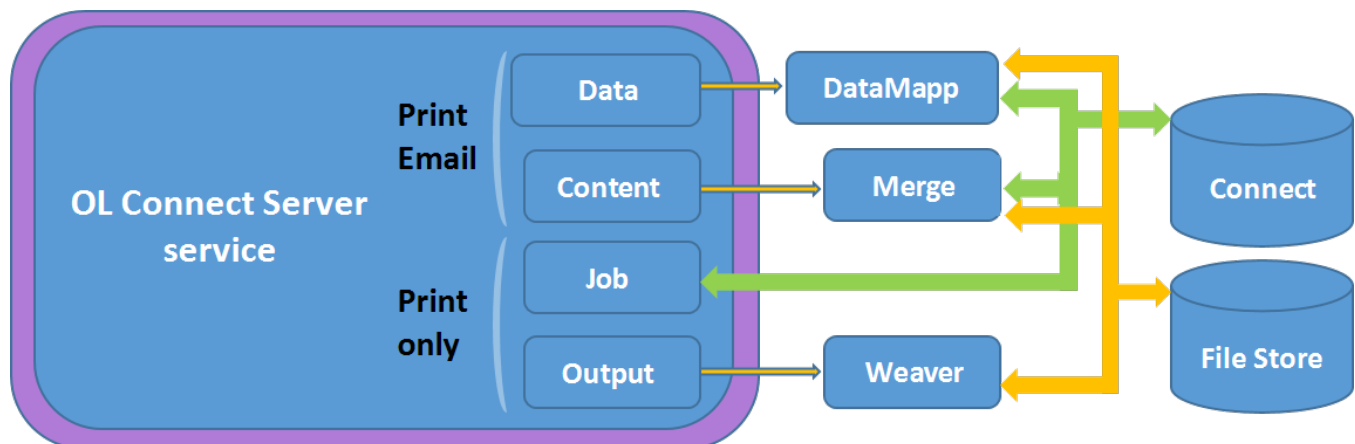 OL Connect Server
service
Print
Email
Data
Content
Print
only
Job
Output
DataMapp
Merge
Weaver
Connect
File Store